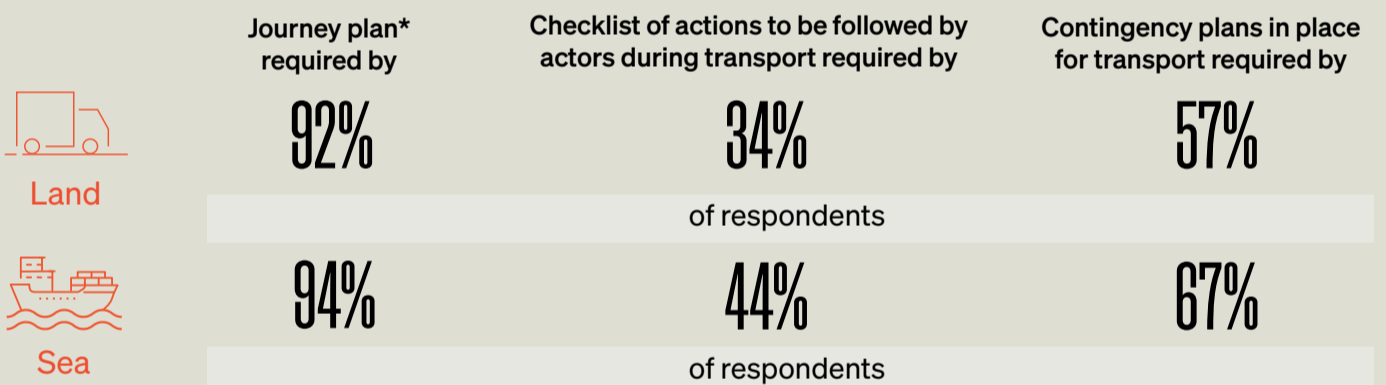 Journey plan*
required by
Checklist of actions to be followed by
actors during transport required by
Contingency plans in place
for transport required by
Land
92%
34%
57%
of respondents
Sea
94%
44%
67%
of respondents